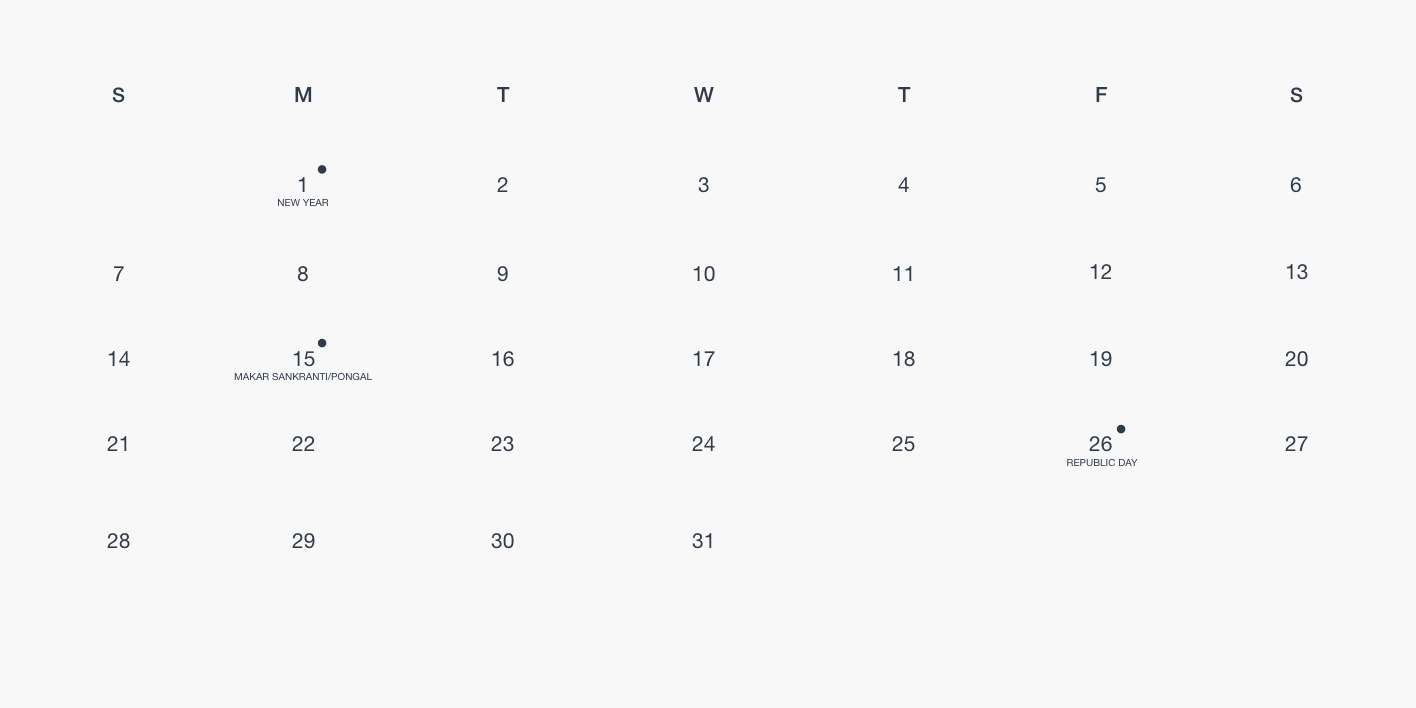 S M T W T F S
1 2 3 4 5 6
NEW YEAR
7 8 9 10 11 12 13
14 15 16 17 18 19 20
MAKAR SANKRANTI/PONGAL
21 22 23 24 25 26 27
REPUBLIC DAY
28 29 30 31